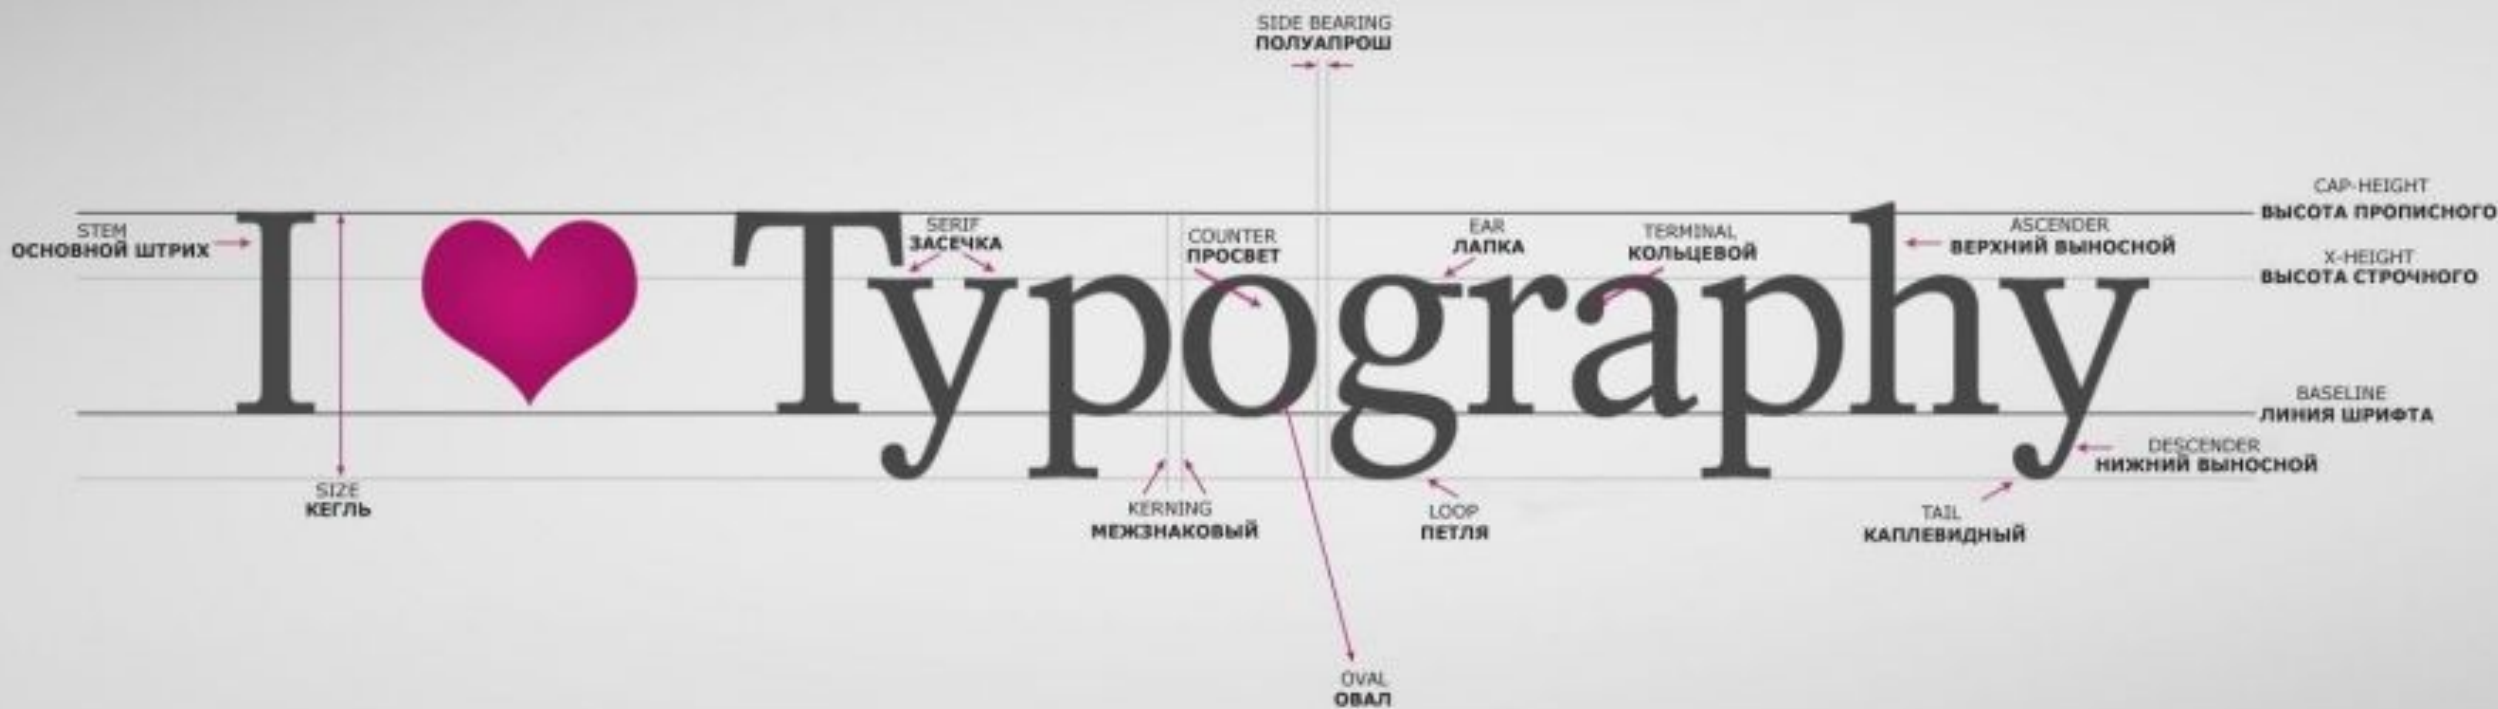 SIDE BEARING
ПОЛУАПРОШ
CAP-HEIGHT
ВЫСОТА ПРОПИСНОГО
STEM
ОСНОВНОЙ ШТРИХ
SERIF
ЗАСЕЧКА
COUNTER
ПРОСВЕТ
EAR
ЛАПКА
TERMINAL
КОЛЬЦЕВОЙ
ASCENDER
ВЕРХНИЙ ВЫНОСНОЙ
X-HEIGHT
ВЫСОТА СТРОЧНОГО
I Typography
BASELINE
ЛИНИЯ ШРИФТА
DESCENDER
НИЖНИЙ ВЫНОСНОЙ
SIZE
КЕГЛЬ
KERNING
МЕЖЗНАКОВЫЙ
LOOP
ПЕТЛЯ
TAIL
КАПЛЕВИДНЫЙ
OVAL
ОВАЛ